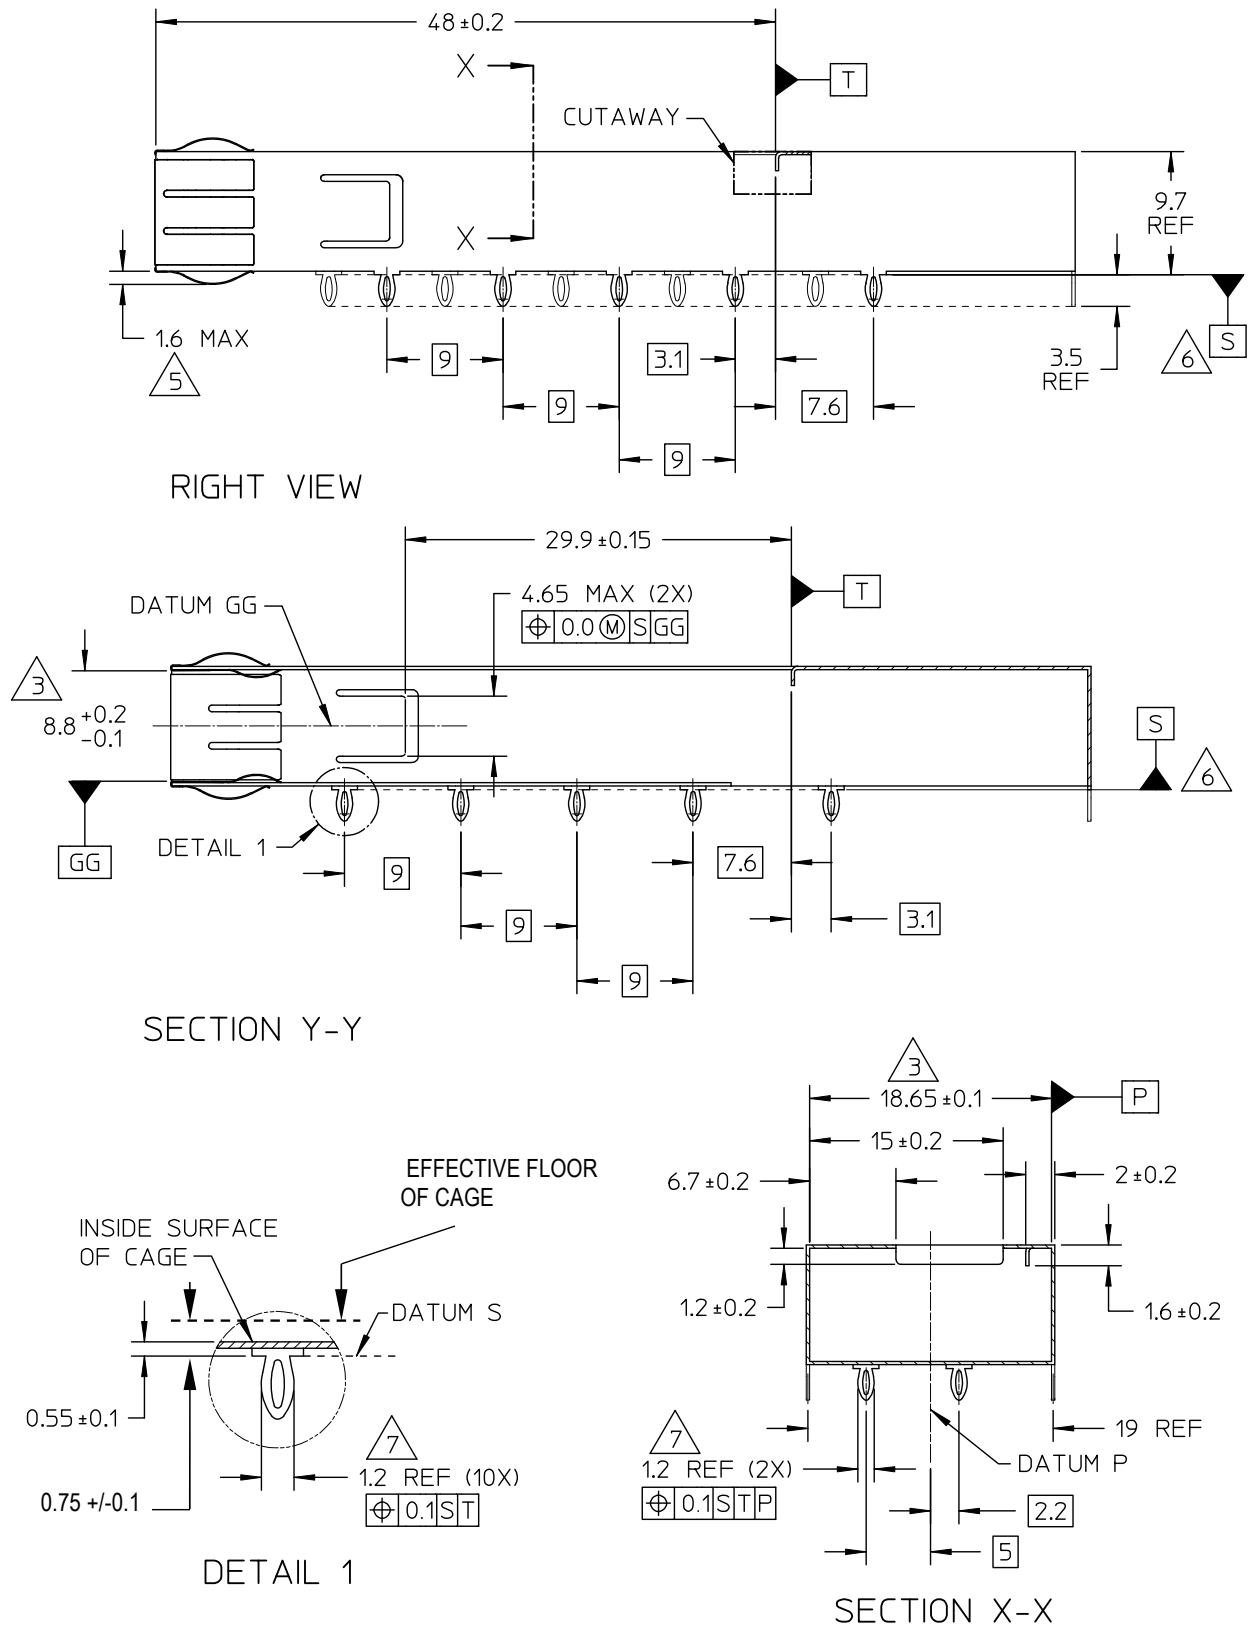 48±0.2
X
T
CUTAWAY
9.7
REF
X
1.6 MAX
5
9
3.1
3.5
REF
6
S
9
7.6
9
RIGHT VIEW
29.9±0.15
4.65 MAX (2X)
⌖ 0.0 Ⓜ S GG
T
DATUM GG
3
8.8 +0.2
-0.1
S
6
GG
DETAIL 1
9
7.6
9
3.1
9
SECTION Y-Y
3
18.65±0.1
P
15±0.2
6.7±0.2
2±0.2
EFFECTIVE FLOOR
OF CAGE
INSIDE SURFACE
OF CAGE
DATUM S
1.2±0.2
1.6±0.2
0.55±0.1
7
1.2 REF (10X)
⌖ 0.1 S T
0.75 +/-0.1
DETAIL 1
7
1.2 REF (2X)
⌖ 0.1 S T P
19 REF
DATUM P
2.2
5
SECTION X-X